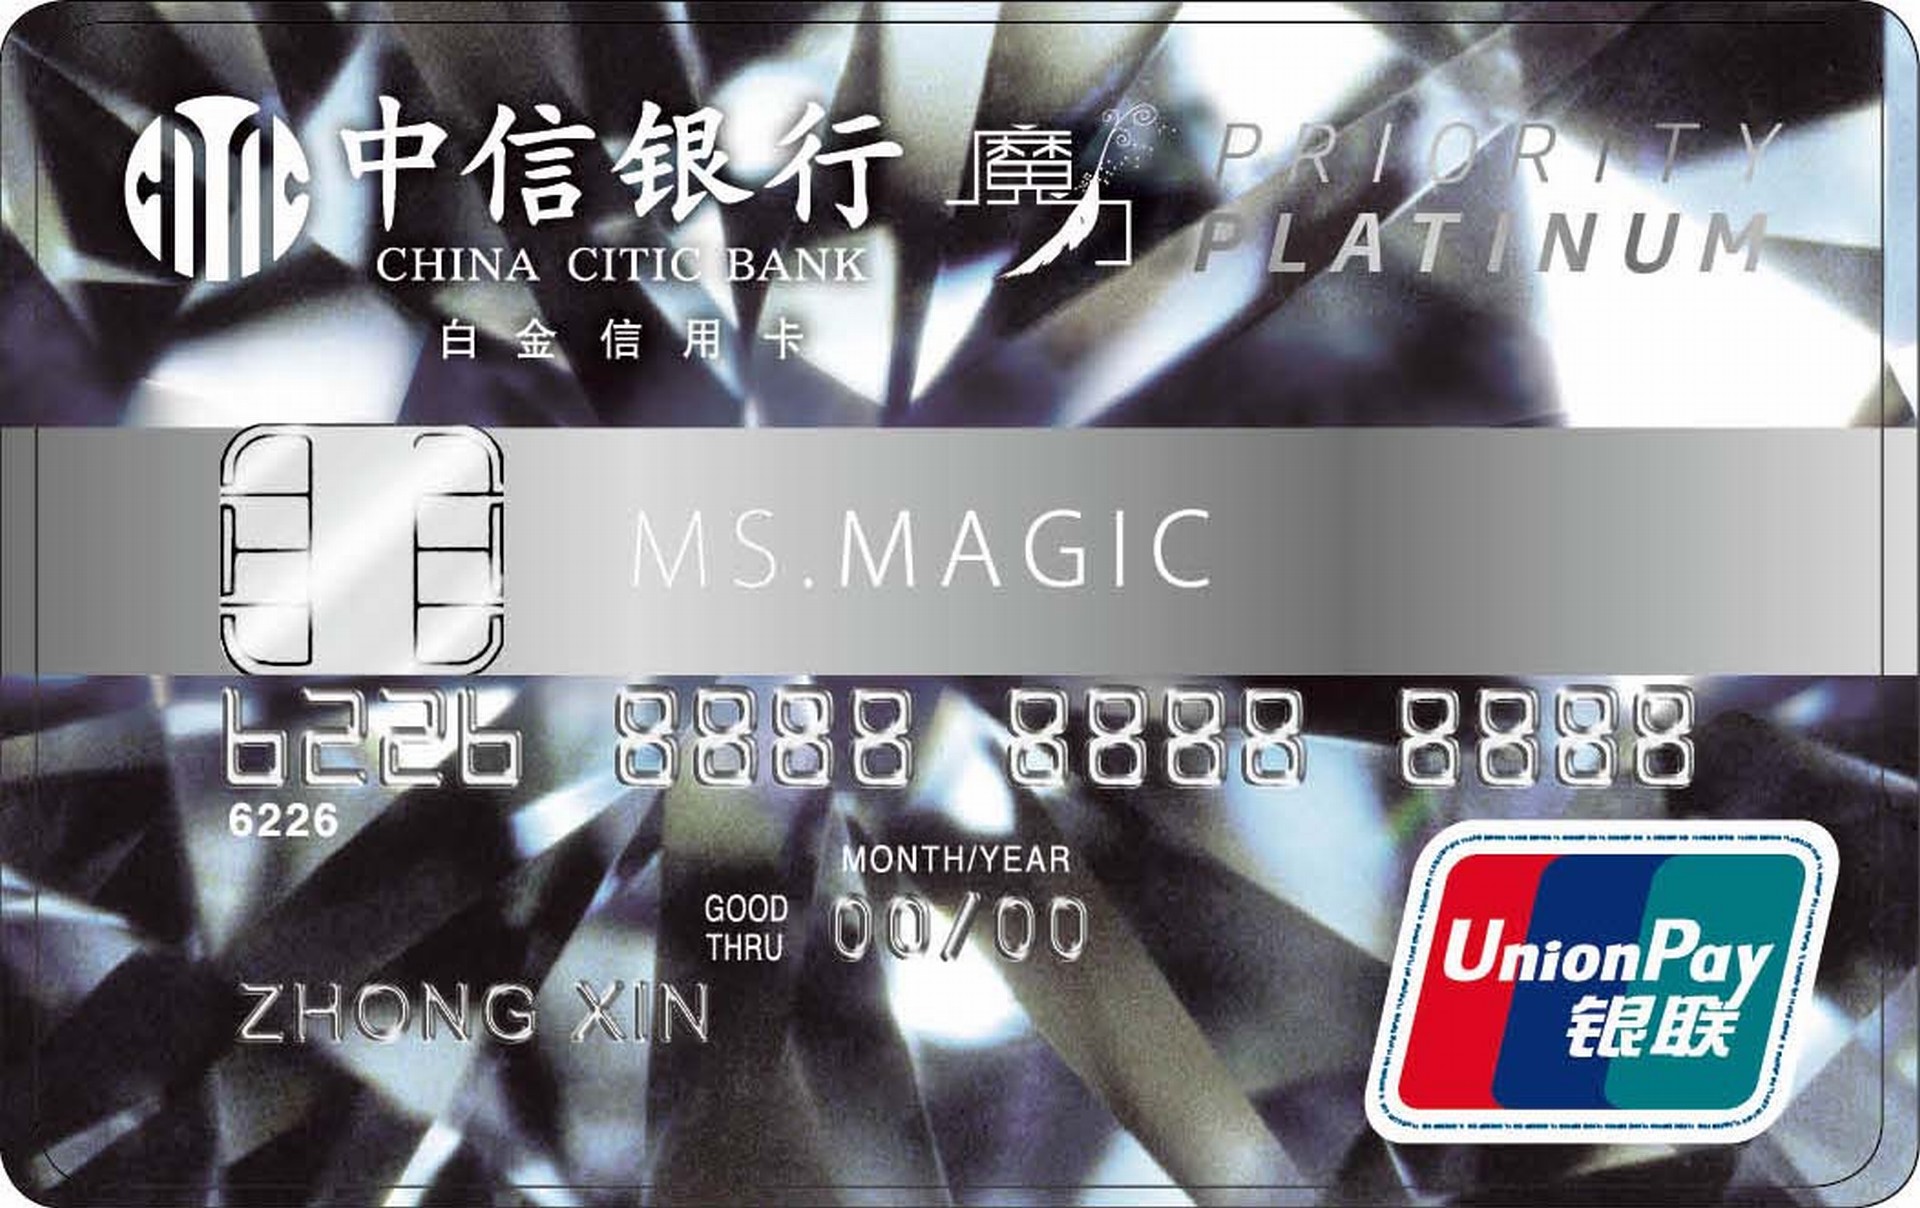 中信银行
CHINA CITIC BANK
白金信用卡
魔力
PRIORITY
PLATINUM
MS.MAGIC
6226 8888 8888 8888
6226
MONTH/YEAR
GOOD
THRU
00/00
ZHONG XIN
UnionPay
银联